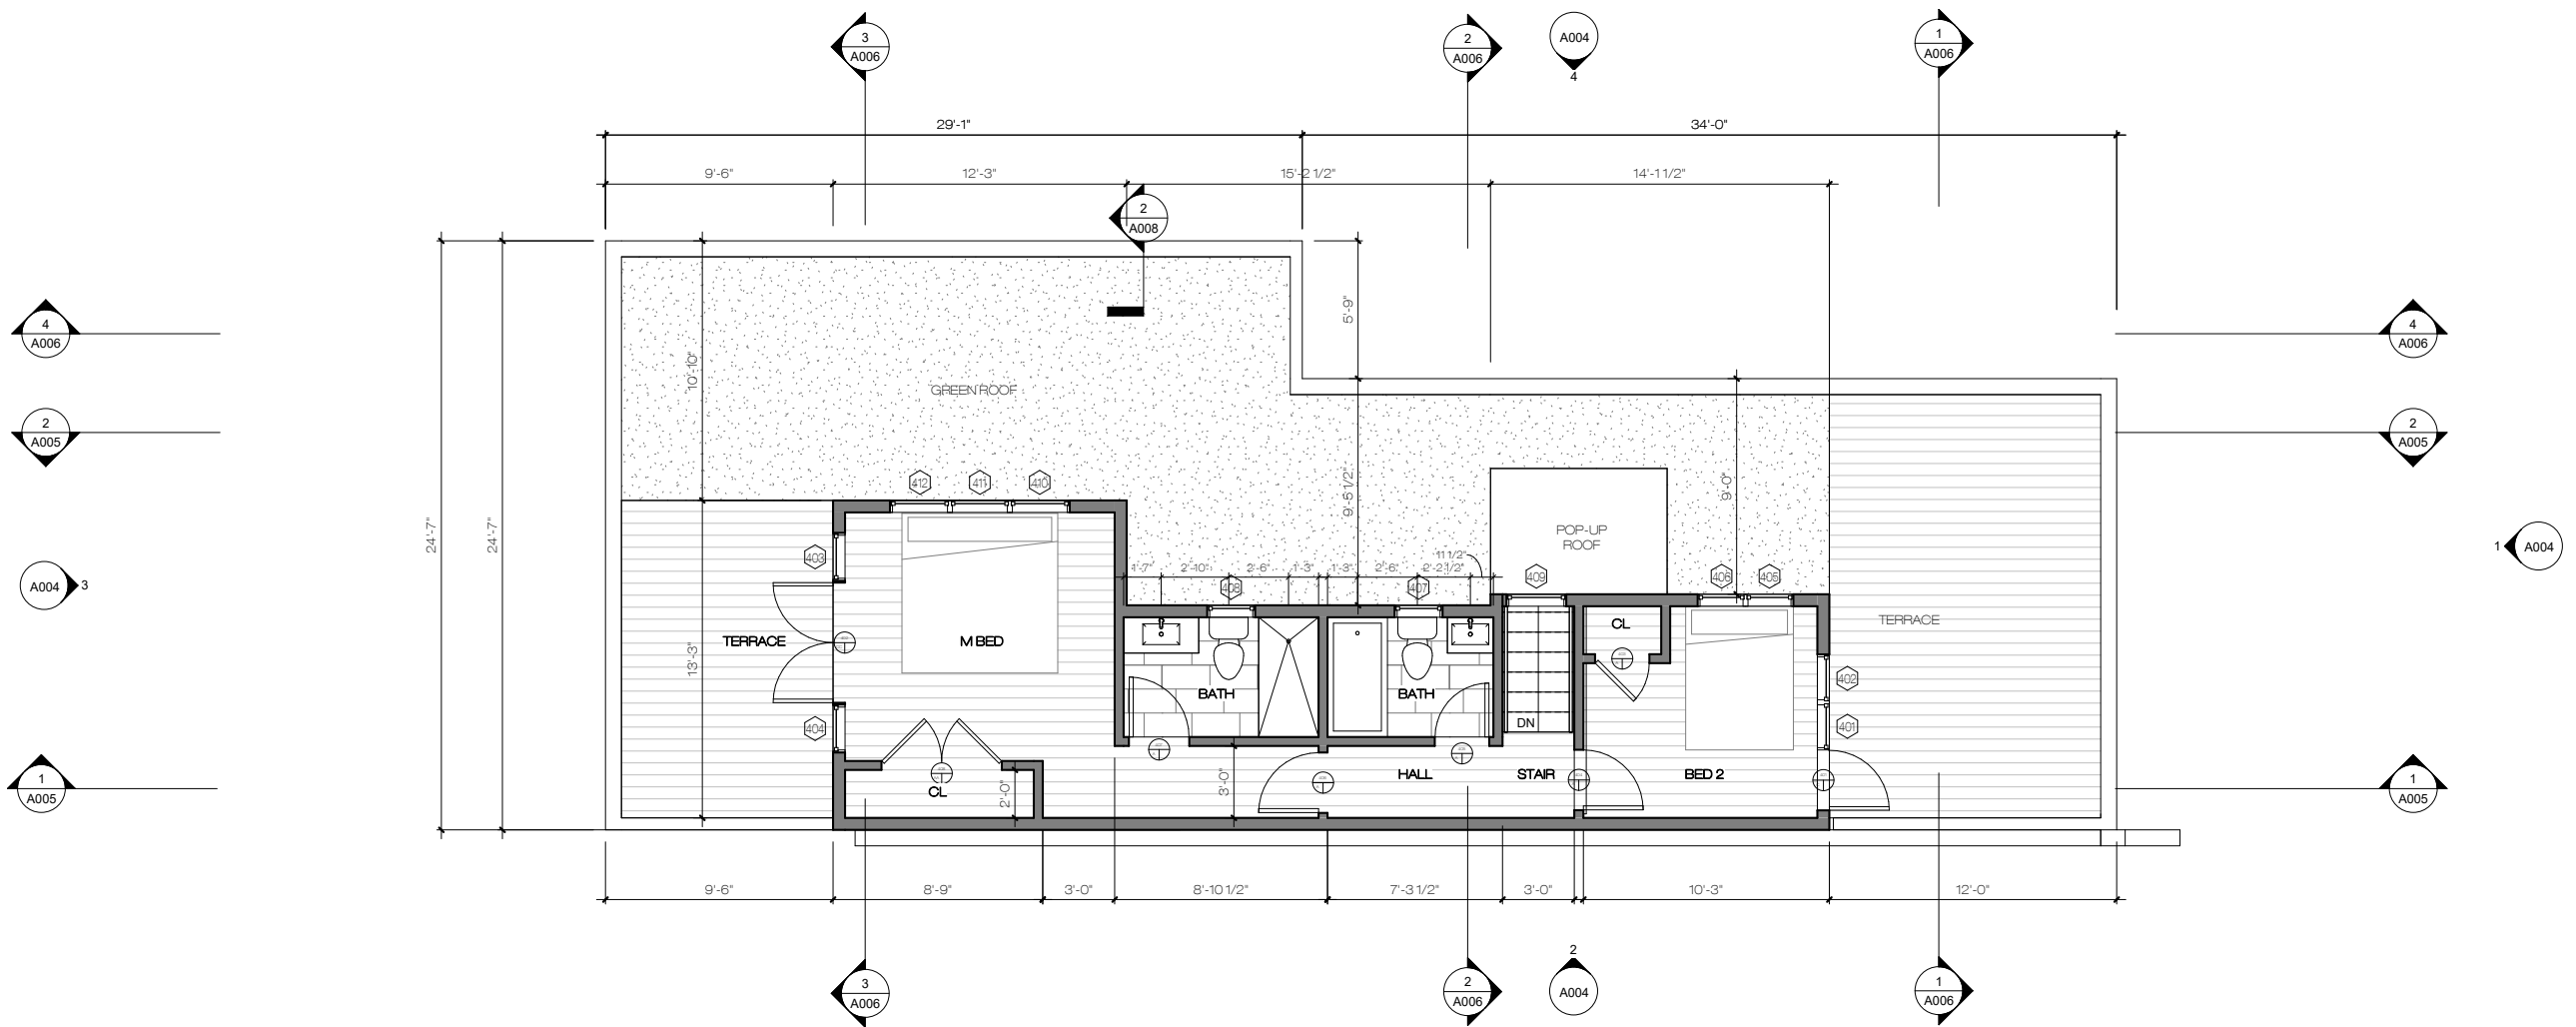 3
A006
2
A006
A004
4
1
A006
29'-1"
34'-0"
9'-6"
12'-3"
15'-2 1/2"
14'-1 1/2"
2
A008
4
A006
5'-9"
4
A006
10'-10"
GREEN ROOF
2
A005
2
A005
412
411
410
9'-5 1/2"
9'-0"
24'-7"
24'-7"
POP-UP
ROOF
1
A004
403
11 1/2"
1'-7"
2'-10"
2'-6"
1'-3"
1'-3"
2'-6"
2'-2 1/2"
A004
3
408
407
409
406
405
TERRACE
M BED
CL
TERRACE
13'-3"
402
BATH
BATH
404
DN
401
HALL
STAIR
BED 2
1
A005
CL
2'-0"
3'-0"
1
A005
9'-6"
8'-9"
3'-0"
8'-10 1/2"
7'-3 1/2"
3'-0"
10'-3"
12'-0"
3
A006
2
A006
2
A004
1
A006